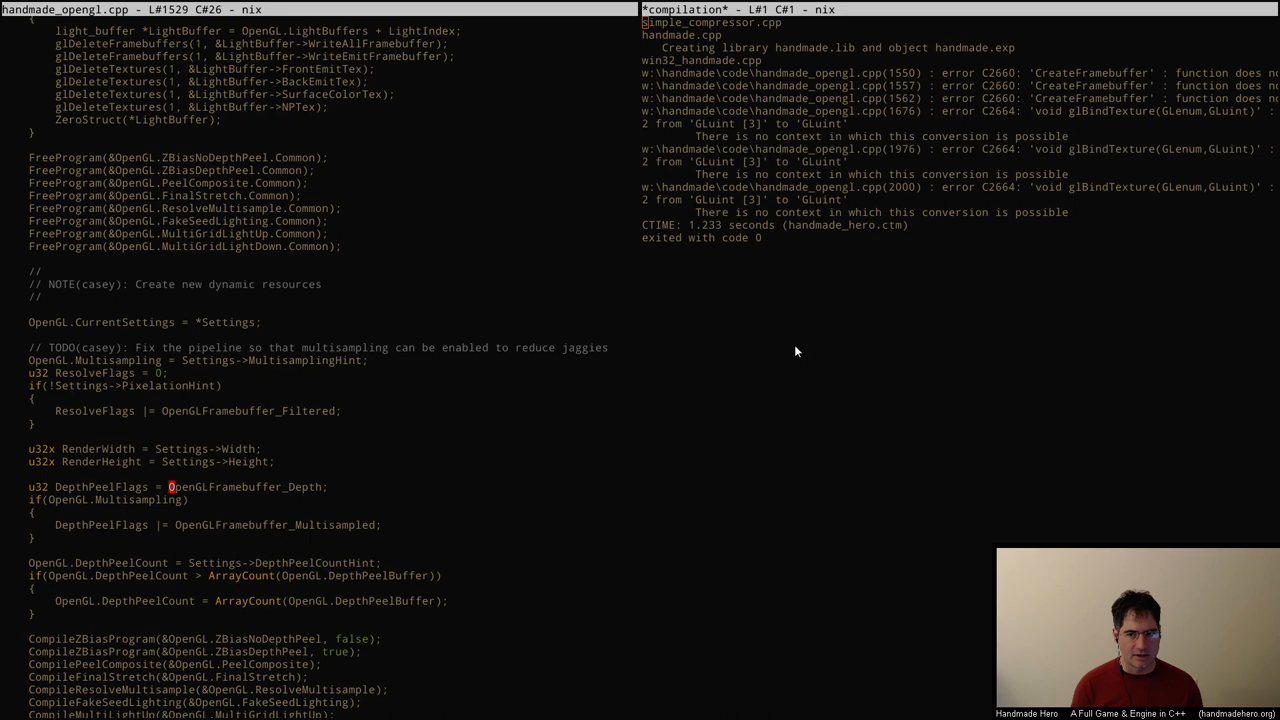 handmade_opengl.cpp - L#1529 C#26 - nix
{
light_buffer *LightBuffer = OpenGL.LightBuffers + LightIndex;
glDeleteFramebuffers(1, &LightBuffer->WriteAllFramebuffer);
glDeleteFramebuffers(1, &LightBuffer->WriteEmitFramebuffer);
glDeleteTextures(1, &LightBuffer->FrontEmitTex);
glDeleteTextures(1, &LightBuffer->BackEmitTex);
glDeleteTextures(1, &LightBuffer->SurfaceColorTex);
glDeleteTextures(1, &LightBuffer->NPTex);
ZeroStruct(*LightBuffer);
}
FreeProgram(&OpenGL.ZBiasNoDepthPeel.Common);
FreeProgram(&OpenGL.ZBiasDepthPeel.Common);
FreeProgram(&OpenGL.PeelComposite.Common);
FreeProgram(&OpenGL.FinalStretch.Common);
FreeProgram(&OpenGL.ResolveMultisample.Common);
FreeProgram(&OpenGL.FakeSeedLighting.Common);
FreeProgram(&OpenGL.MultiGridLightUp.Common);
FreeProgram(&OpenGL.MultiGridLightDown.Common);
//
// NOTE(casey): Create new dynamic resources
//
OpenGL.CurrentSettings = *Settings;
// TODO(casey): Fix the pipeline so that multisampling can be enabled to reduce jaggies
OpenGL.Multisampling = Settings->MultisamplingHint;
u32 ResolveFlags = 0;
if(!Settings->PixelationHint)
{
ResolveFlags |= OpenGLFramebuffer_Filtered;
}
u32x RenderWidth = Settings->Width;
u32x RenderHeight = Settings->Height;
u32 DepthPeelFlags = OpenGLFramebuffer_Depth;
if(OpenGL.Multisampling)
{
DepthPeelFlags |= OpenGLFramebuffer_Multisampled;
}
OpenGL.DepthPeelCount = Settings->DepthPeelCountHint;
if(OpenGL.DepthPeelCount > ArrayCount(OpenGL.DepthPeelBuffer))
{
OpenGL.DepthPeelCount = ArrayCount(OpenGL.DepthPeelBuffer);
}
CompileZBiasProgram(&OpenGL.ZBiasNoDepthPeel, false);
CompileZBiasProgram(&OpenGL.ZBiasDepthPeel, true);
CompilePeelComposite(&OpenGL.PeelComposite);
CompileFinalStretch(&OpenGL.FinalStretch);
CompileResolveMultisample(&OpenGL.ResolveMultisample);
CompileFakeSeedLighting(&OpenGL.FakeSeedLighting);
CompileMultiLightUp(&OpenGL.MultiGridLightUp);
*compilation* - L#1 C#1 - nix
simple_compressor.cpp
handmade.cpp
Creating library handmade.lib and object handmade.exp
win32_handmade.cpp
w:\handmade\code\handmade_opengl.cpp(1550) : error C2660: 'CreateFramebuffer' : function does no
w:\handmade\code\handmade_opengl.cpp(1557) : error C2660: 'CreateFramebuffer' : function does no
w:\handmade\code\handmade_opengl.cpp(1562) : error C2660: 'CreateFramebuffer' : function does no
w:\handmade\code\handmade_opengl.cpp(1676) : error C2664: 'void glBindTexture(GLenum,GLuint)' :
2 from 'GLuint [3]' to 'GLuint'
There is no context in which this conversion is possible
w:\handmade\code\handmade_opengl.cpp(1976) : error C2664: 'void glBindTexture(GLenum,GLuint)' :
2 from 'GLuint [3]' to 'GLuint'
There is no context in which this conversion is possible
w:\handmade\code\handmade_opengl.cpp(2000) : error C2664: 'void glBindTexture(GLenum,GLuint)' :
2 from 'GLuint [3]' to 'GLuint'
There is no context in which this conversion is possible
CTIME: 1.233 seconds (handmade_hero.ctm)
exited with code 0
Handmade Hero A Full Game & Engine in C++ (handmadehero.org)